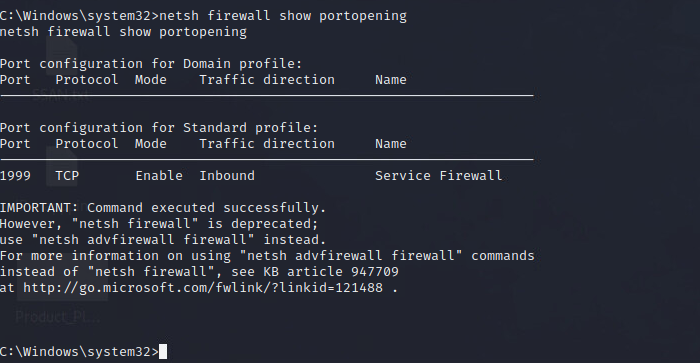 C:\Windows\system32>netsh firewall show portopening
netsh firewall show portopening
Port configuration for Domain profile:
Port   Protocol  Mode    Traffic direction     Name
-------------------------------------------------------------------
Port configuration for Standard profile:
Port   Protocol  Mode    Traffic direction     Name
-------------------------------------------------------------------
1999   TCP       Enable  Inbound               Service Firewall
IMPORTANT: Command executed successfully.
However, "netsh firewall" is deprecated;
use "netsh advfirewall firewall" instead.
For more information on using "netsh advfirewall firewall" commands
instead of "netsh firewall", see KB article 947709
at http://go.microsoft.com/fwlink/?linkid=121488 .
Product_Pl...
C:\Windows\system32>